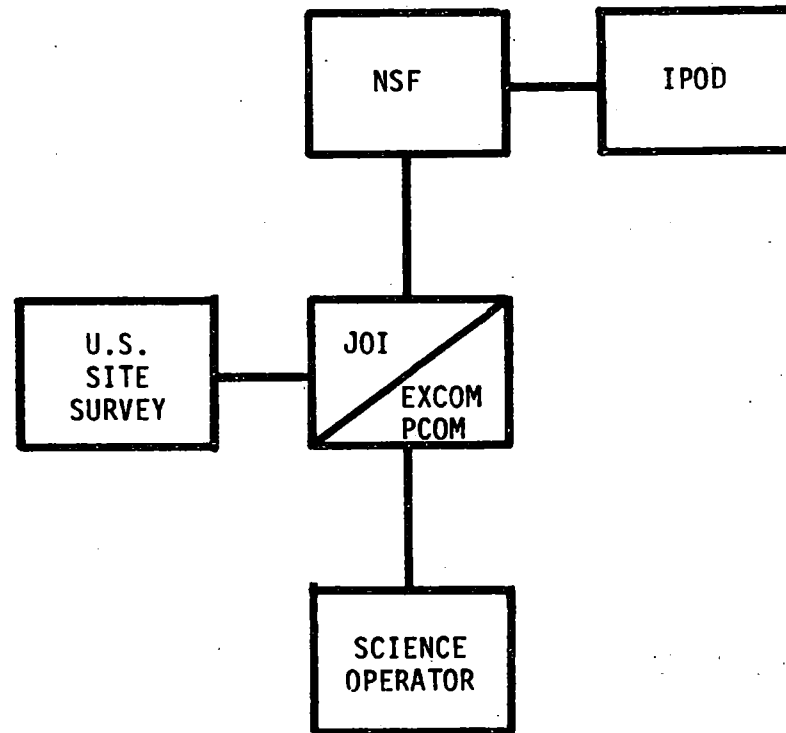 NSF
IPOD
U.S.
SITE
SURVEY
JOI
EXCOM
PCOM
SCIENCE
OPERATOR